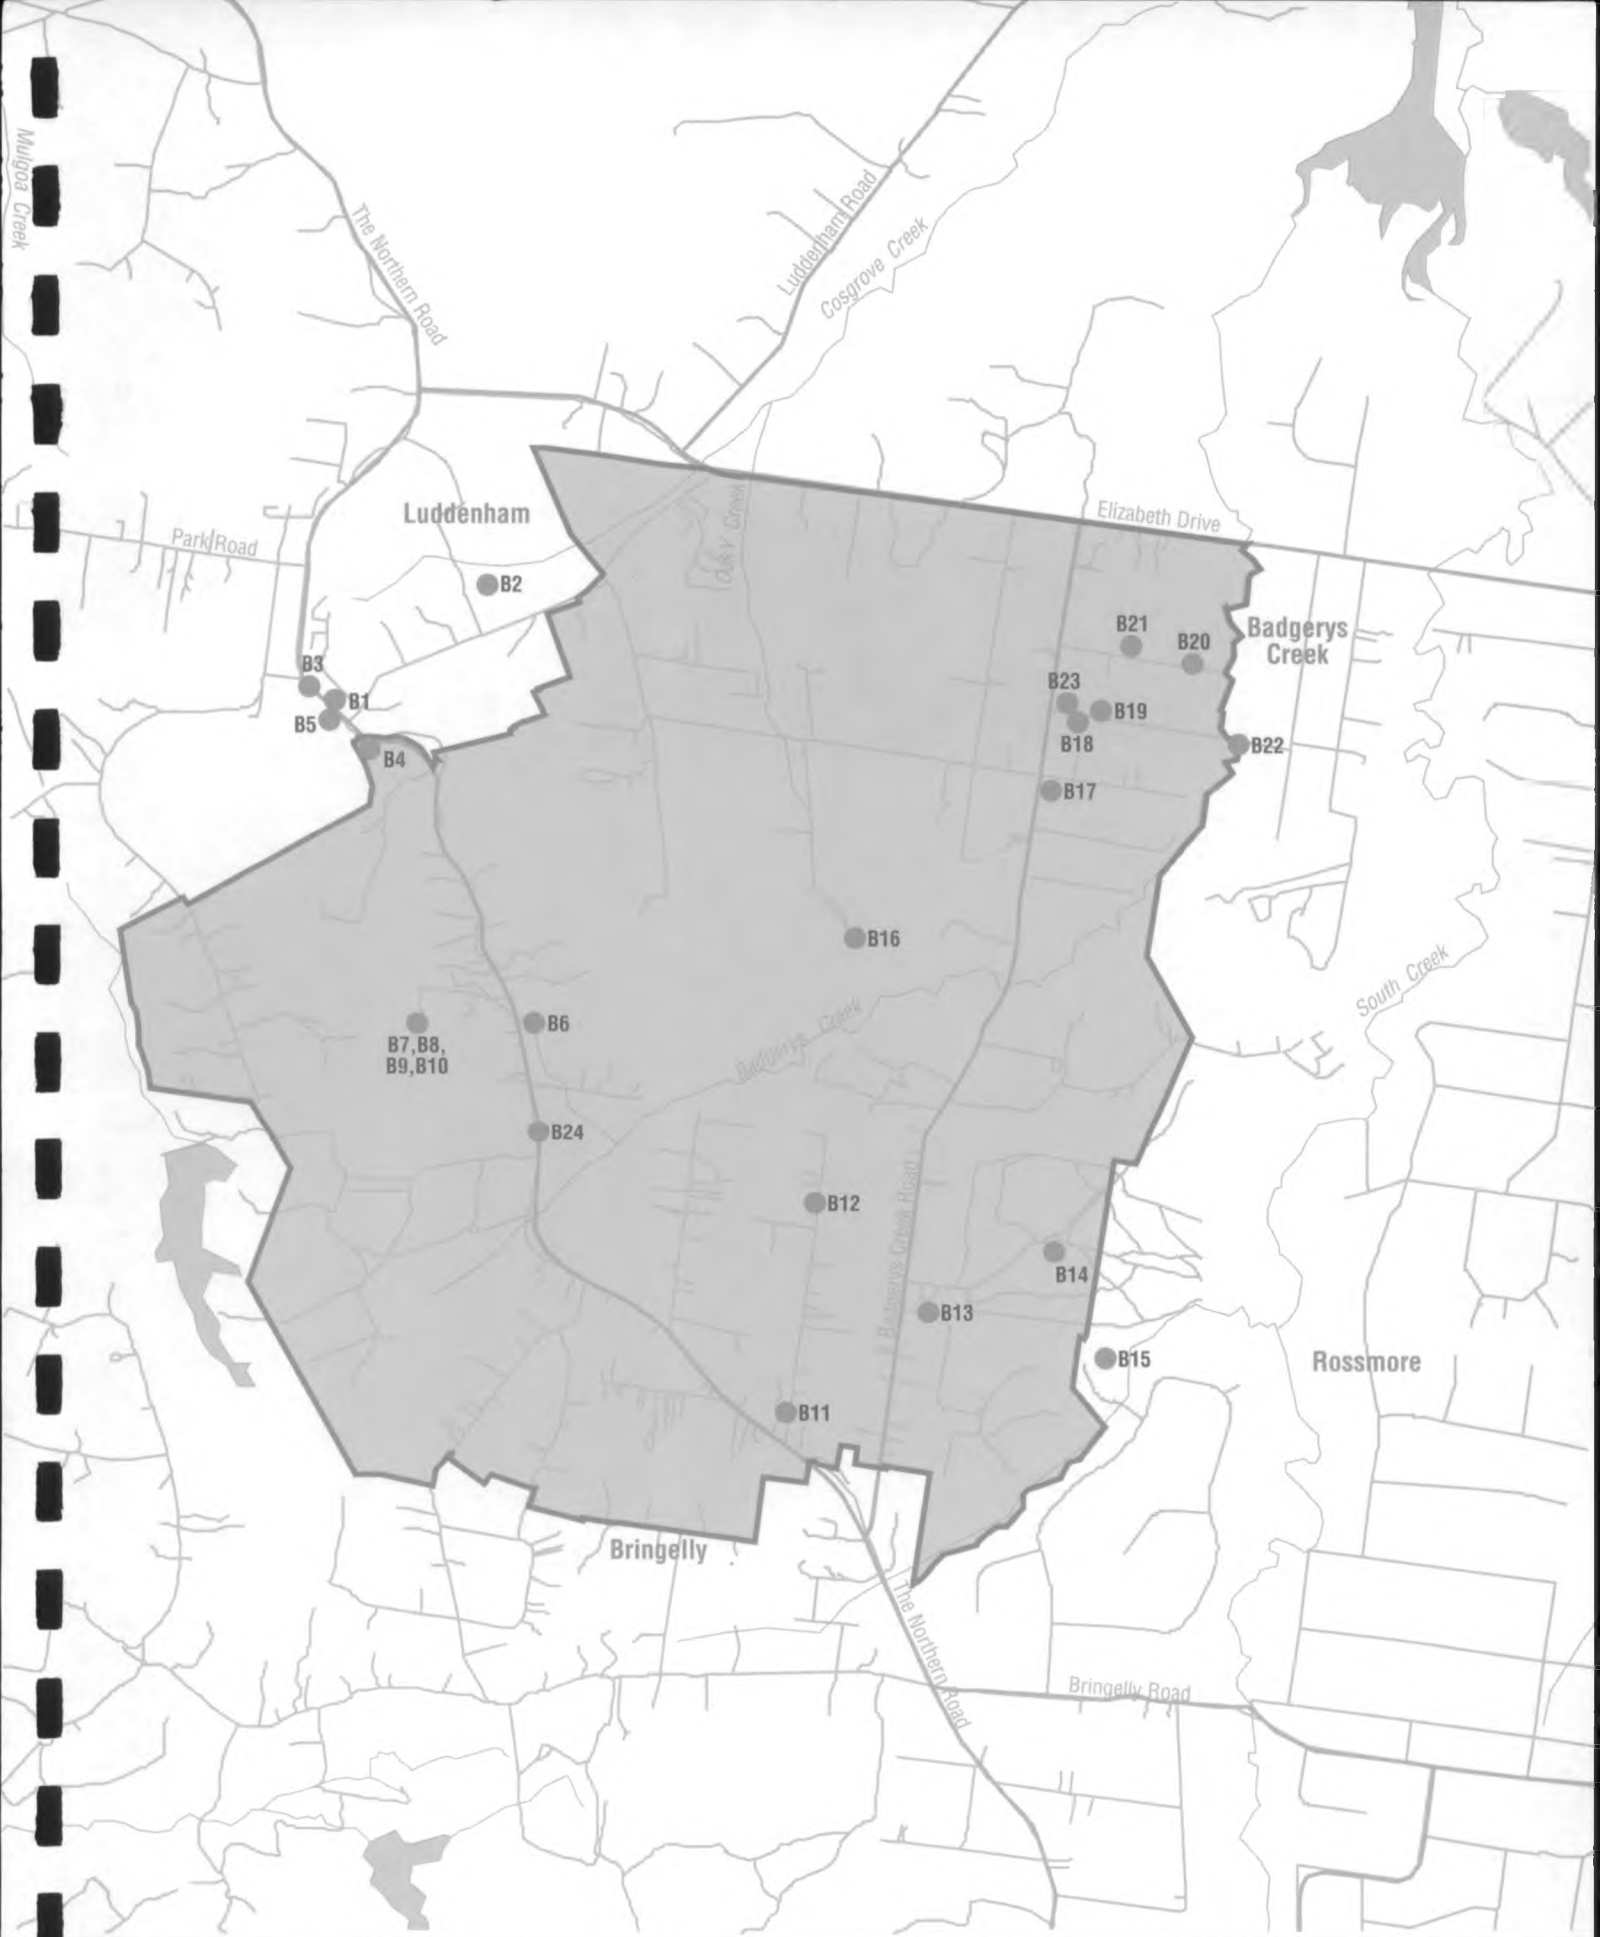 Mulgoa Creek
The Northern Road
Luddenham Road
Cosgrove Creek
Luddenham
Park Road
Elizabeth Drive
Oaky Creek
B2
Badgerys
Creek
B21
B20
B3
B1
B5
B4
B23
B19
B18
B22
B17
B16
South Creek
B7,B8,
B9,B10
B6
Badgerys Creek
B24
B12
Badgerys Creek Road
B14
B13
B15
Rossmore
B11
Bringelly
The Northern Road
Bringelly Road